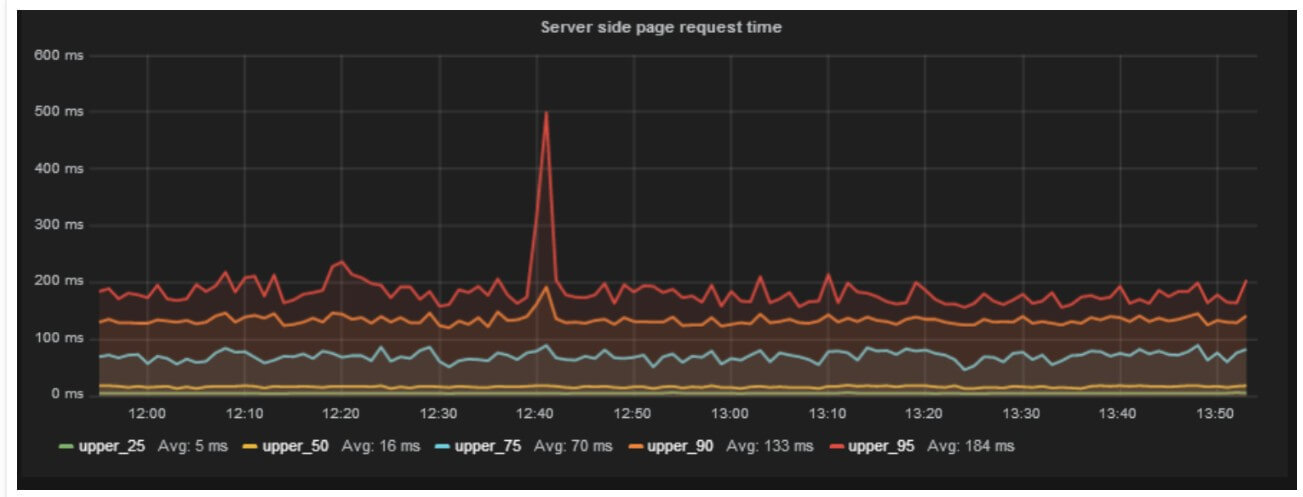 Server side page request time
600 ms
500 ms
400 ms
300 ms
200 ms
100 ms
0 ms
12:00 12:10 12:20 12:30 12:40 12:50 13:00 13:10 13:20 13:30 13:40 13:50
upper_25 Avg: 5 ms upper_50 Avg: 16 ms upper_75 Avg: 70 ms upper_90 Avg: 133 ms upper_95 Avg: 184 ms